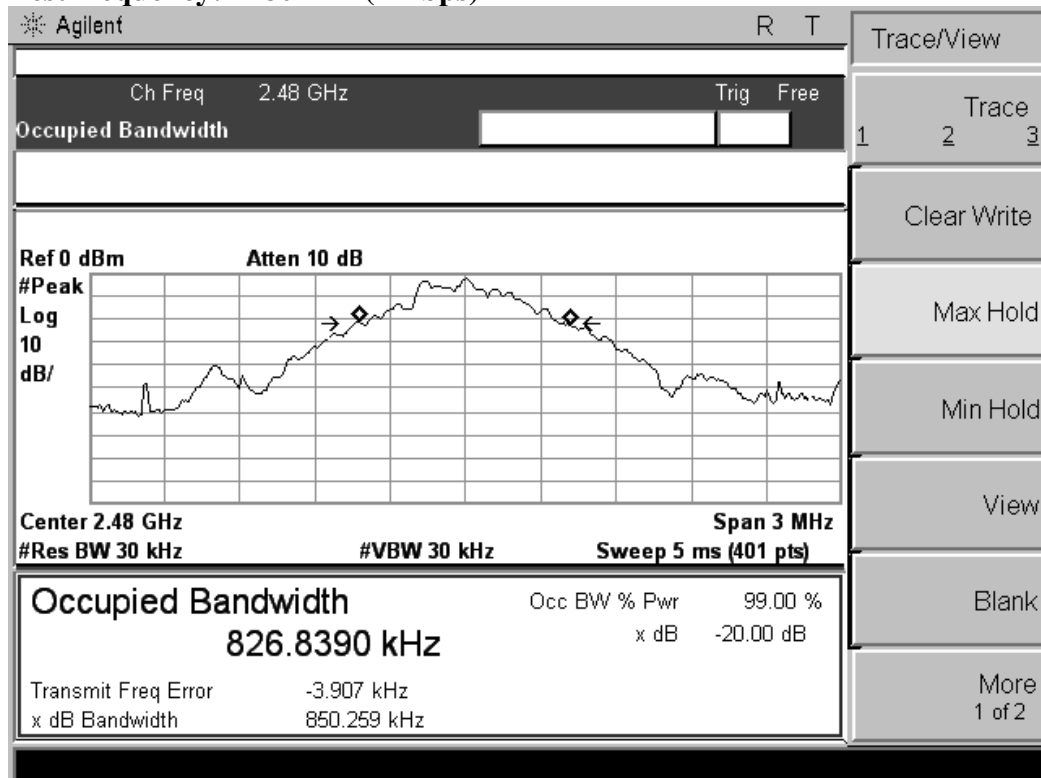 Agilent R T
Trace/View
Ch Freq 2.48 GHz Trig Free
Occupied Bandwidth
Trace
1 2 3
Clear Write
Ref 0 dBm Atten 10 dB
#Peak
Log
10
dB/
Max Hold
Min Hold
View
Center 2.48 GHz Span 3 MHz
#Res BW 30 kHz #VBW 30 kHz Sweep 5 ms (401 pts)
Occupied Bandwidth Occ BW % Pwr 99.00 %
826.8390 kHz x dB -20.00 dB
Blank
Transmit Freq Error -3.907 kHz
x dB Bandwidth 850.259 kHz
More
1 of 2